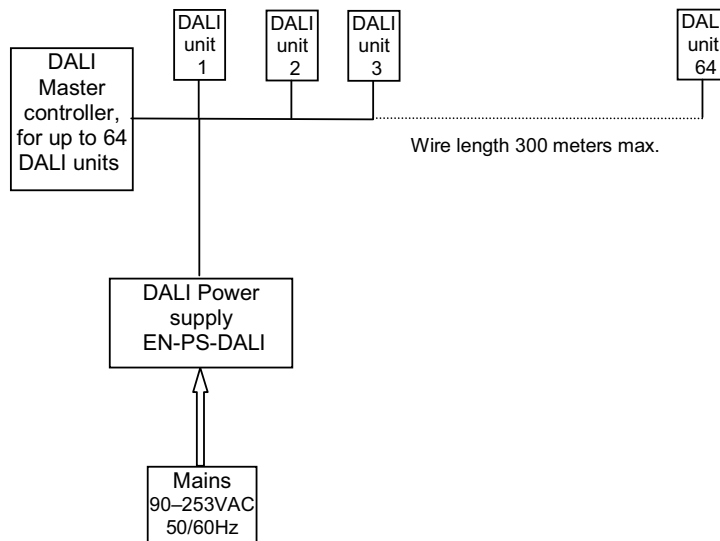 DALI
Master
controller,
for up to 64
DALI units
DALI
unit
1
DALI
unit
2
DALI
unit
3
DALI
unit
64
Wire length 300 meters max.
DALI Power
supply
EN-PS-DALI
Mains
90–253VAC
50/60Hz